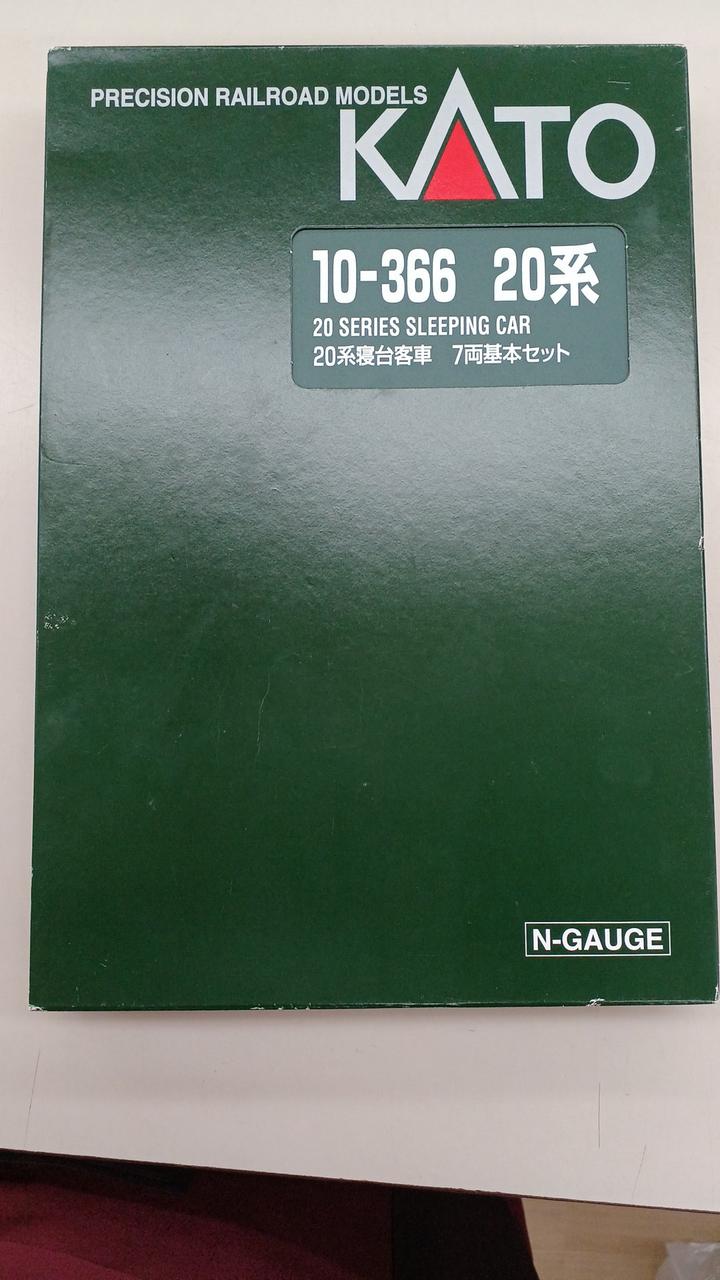 PRECISION RAILROAD MODELS
KATO
10-366 20系
20 SERIES SLEEPING CAR
20系寝台客車 7両基本セット
N-GAUGE